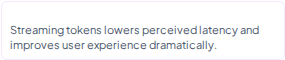 Streaming tokens lowers perceived latency and
improves user experience dramatically.